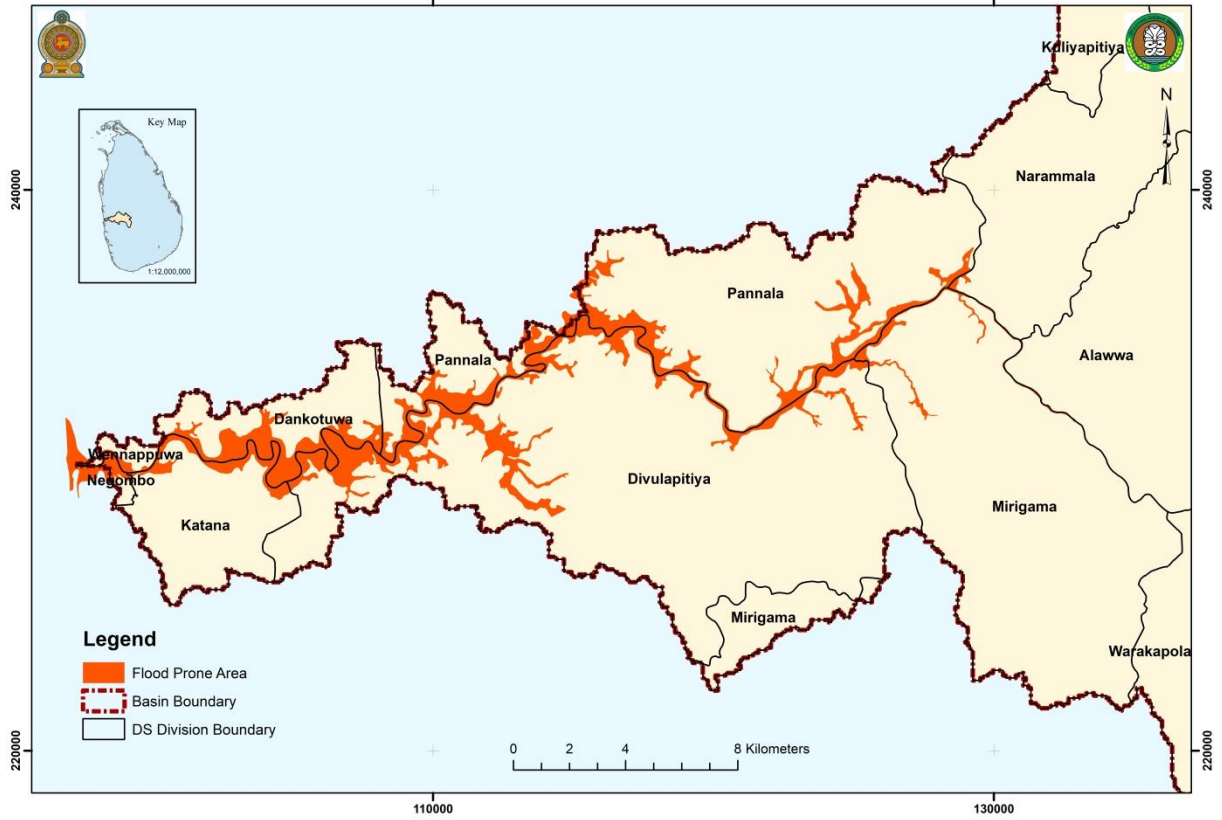 Kuliyapitiya
Key Map
N
1:12,000,000
Narammala
240000
240000
Pannala
Alawwa
Pannala
Dankotuwa
Wennappuwa
Negombo
Divulapitiya
Katana
Mirigama
Mirigama
Warakapola
Legend
Flood Prone Area
Basin Boundary
DS Division Boundary
0 2 4 8 Kilometers
220000
220000
110000
130000